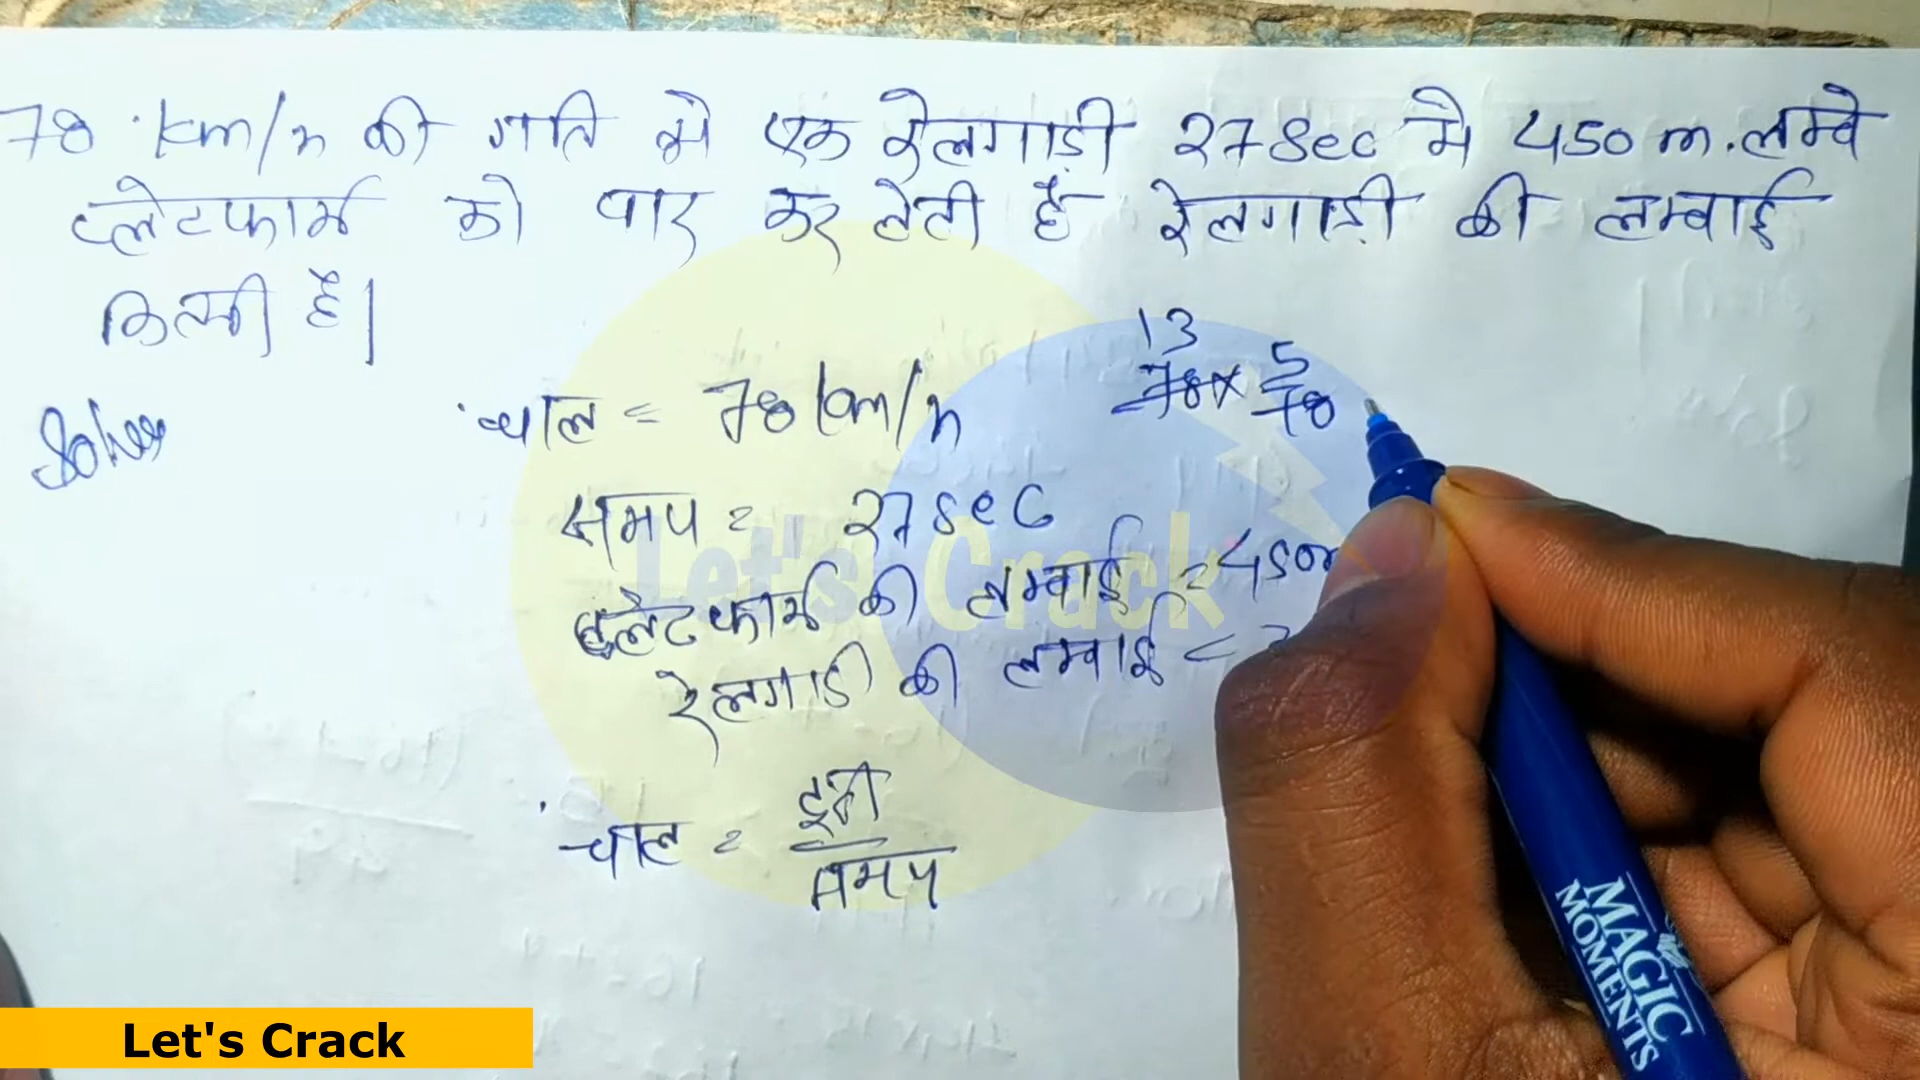 78 km/h की गति से एक रेलगाड़ी 27 Sec मे 450 m. लम्बे
प्लेटफार्म को पार कर लेती है रेलगाड़ी की लम्बाई
कितनी है|
13
78 × 5/18
चाल = 78 km/h
समय = 27 sec
प्लेटफार्म की लम्बाई = 450m
रेलगाडी की लम्बाई =
चाल = दूरी
समय
Let's Crack
MAGIC
MOMENTS
Let's Crack